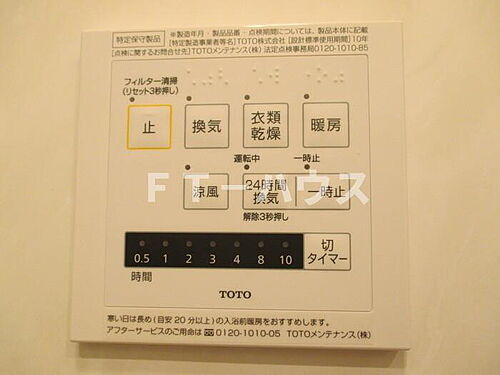 特定保守製品
※製造年月・製品品番・点検期間については、製品本体に記載
[特定製造事業者等名]TOTO株式会社 [設計標準使用期間]10年
[点検に関するお問合せ先]TOTOメンテナンス(株) 法定点検事務局0120-1010-85
フィルター清掃
(リセット3秒押し)
止
換気
衣類
乾燥
暖房
運転中
一時止
涼風
24時間
換気
一時止
解除3秒押し
FTーハウス
0.5 1 2 3 4 8 10
時間
切
タイマー
TOTO
寒い日は長め(目安20分以上)の入浴前暖房をおすすめします。
アフターサービスのご用命は 0120-1010-05 TOTOメンテナンス(株)